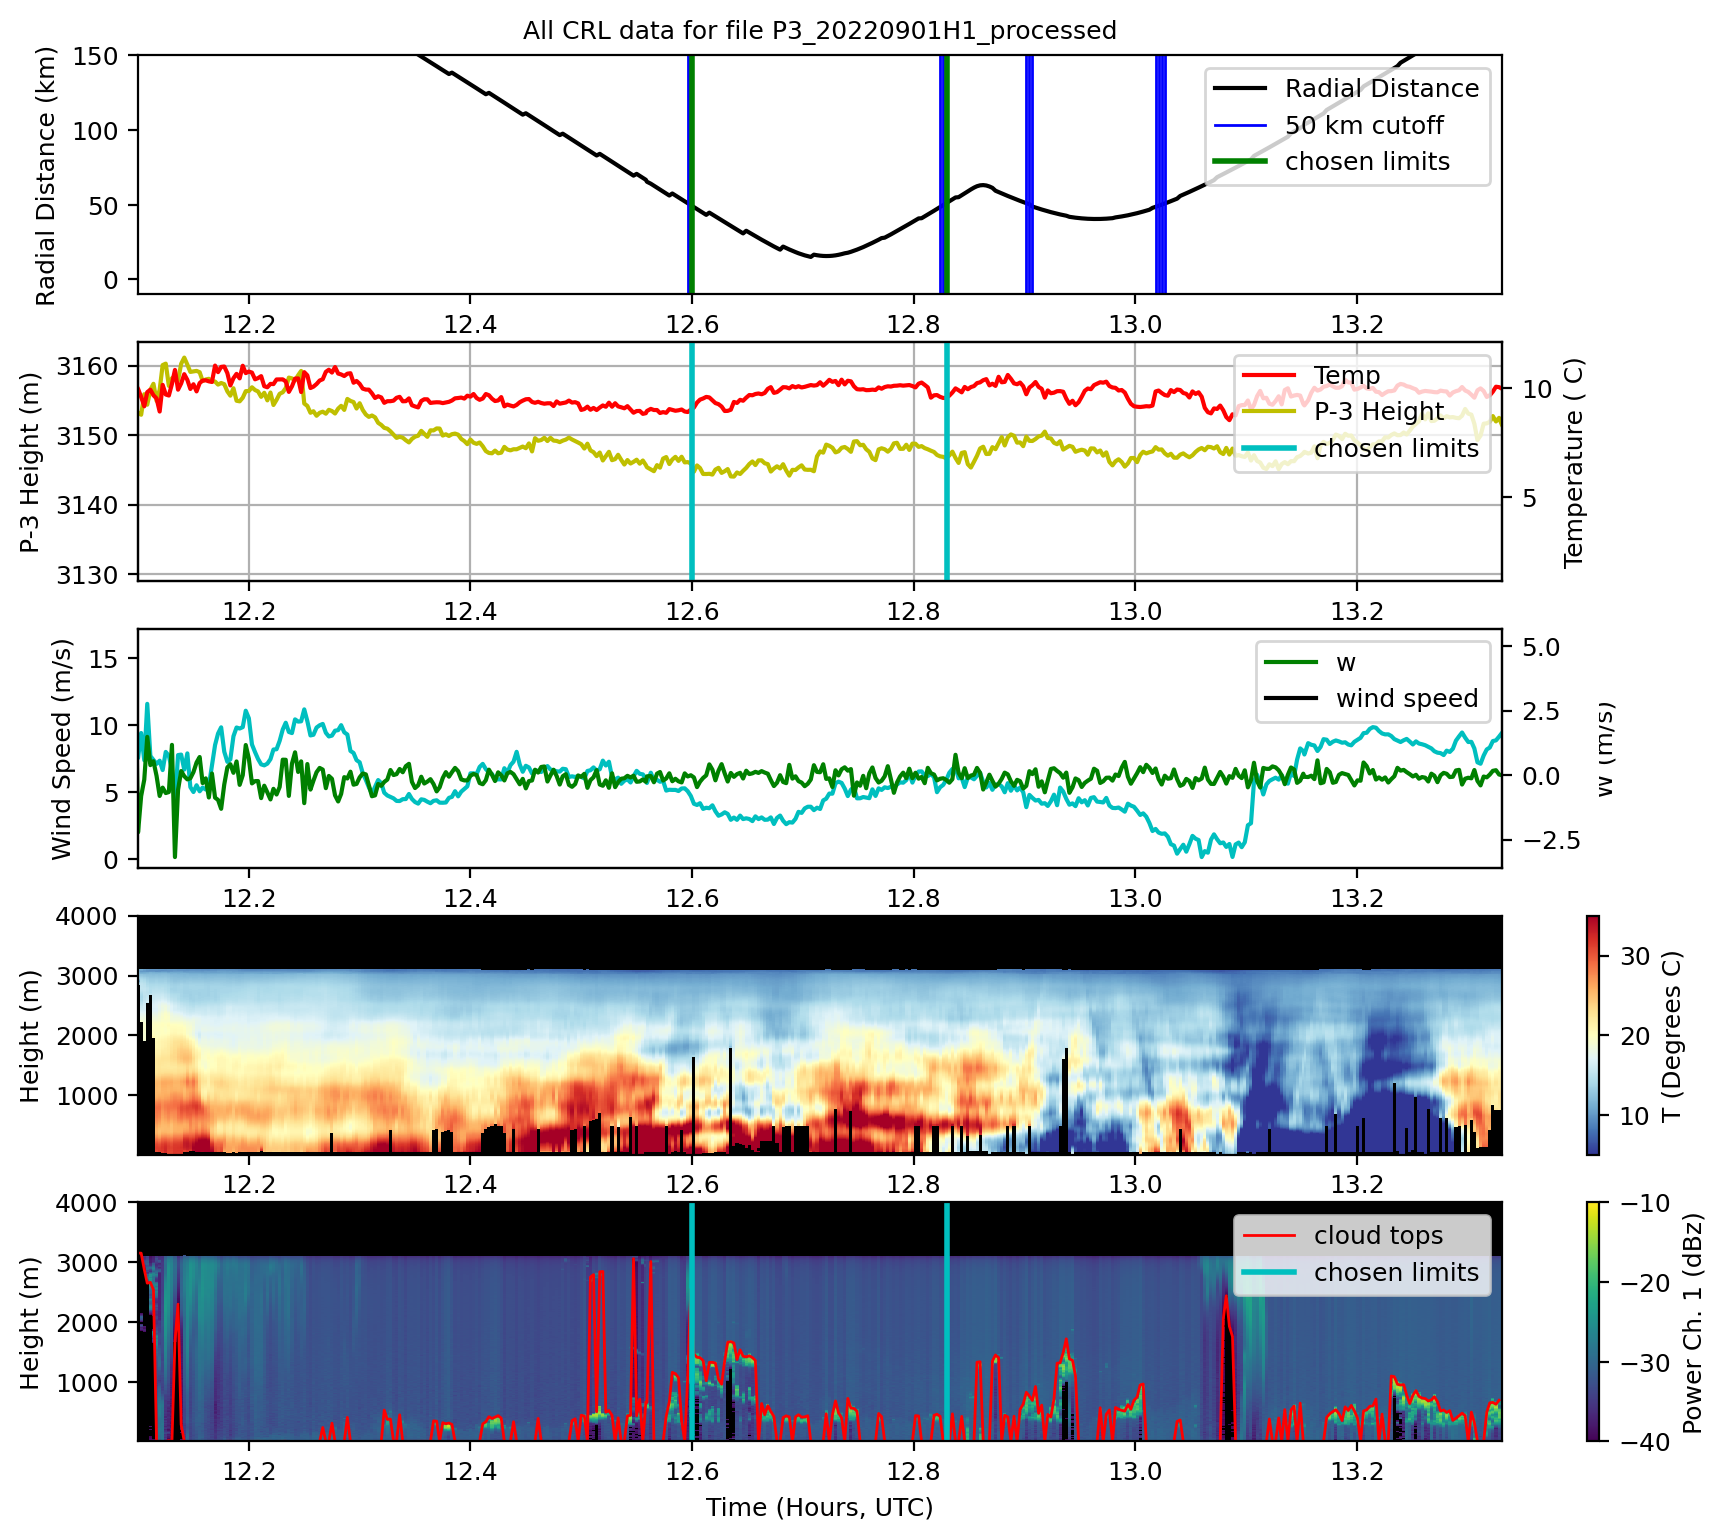 All CRL data for file P3_20220901H1_processed
Radial Distance (km)
150
100
50
0
Radial Distance
50 km cutoff
chosen limits
12.2 12.4 12.6 12.8 13.0 13.2
P-3 Height (m)
3160
3150
3140
3130
Temp
P-3 Height
chosen limits
10
5
Temperature ( C)
12.2 12.4 12.6 12.8 13.0 13.2
Wind Speed (m/s)
15
10
5
0
w
wind speed
5.0
2.5
0.0
−2.5
w (m/s)
12.2 12.4 12.6 12.8 13.0 13.2
Height (m)
4000
3000
2000
1000
30
20
10
T (Degrees C)
12.2 12.4 12.6 12.8 13.0 13.2
Height (m)
4000
3000
2000
1000
cloud tops
chosen limits
−10
−20
−30
−40
Power Ch. 1 (dBz)
12.2 12.4 12.6 12.8 13.0 13.2
Time (Hours, UTC)